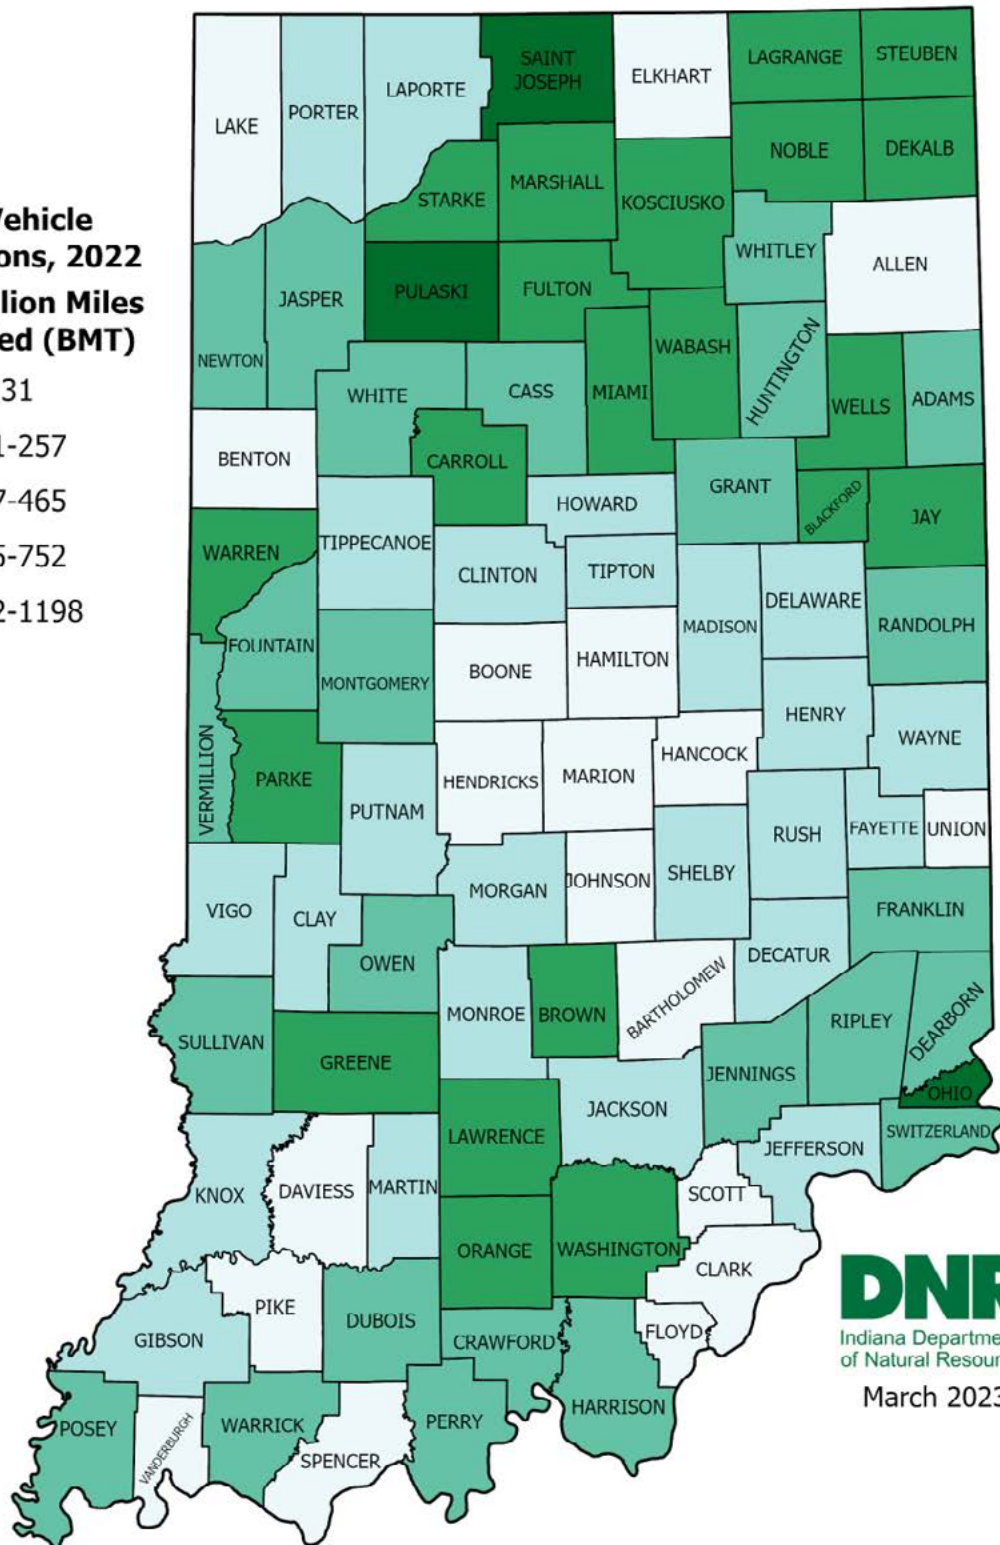 Vehicle
ons, 2022
lion Miles
ed (BMT)
31
1-257
7-465
5-752
2-1198
LAKE
PORTER
LAPORTE
SAINT
JOSEPH
ELKHART
LAGRANGE
STEUBEN
NOBLE
DEKALB
STARKE
MARSHALL
KOSCIUSKO
WHITLEY
ALLEN
NEWTON
JASPER
PULASKI
FULTON
WABASH
HUNTINGTON
WHITE
CASS
MIAMI
WELLS
ADAMS
BENTON
CARROLL
HOWARD
GRANT
BLACKFORD
JAY
WARREN
TIPPECANOE
CLINTON
TIPTON
MADISON
DELAWARE
RANDOLPH
FOUNTAIN
MONTGOMERY
BOONE
HAMILTON
HENRY
WAYNE
VERMILLION
PARKE
PUTNAM
HENDRICKS
MARION
HANCOCK
RUSH
FAYETTE
UNION
MORGAN
JOHNSON
SHELBY
FRANKLIN
VIGO
CLAY
OWEN
MONROE
BROWN
BARTHOLOMEW
DECATUR
RIPLEY
DEARBORN
SULLIVAN
GREENE
JENNINGS
OHIO
LAWRENCE
JACKSON
JEFFERSON
SWITZERLAND
KNOX
DAVIESS
MARTIN
SCOTT
ORANGE
WASHINGTON
CLARK
GIBSON
PIKE
DUBOIS
CRAWFORD
FLOYD
HARRISON
POSEY
VANDERBURGH
WARRICK
SPENCER
PERRY
DNR
Indiana Departme
of Natural Resour
March 2023